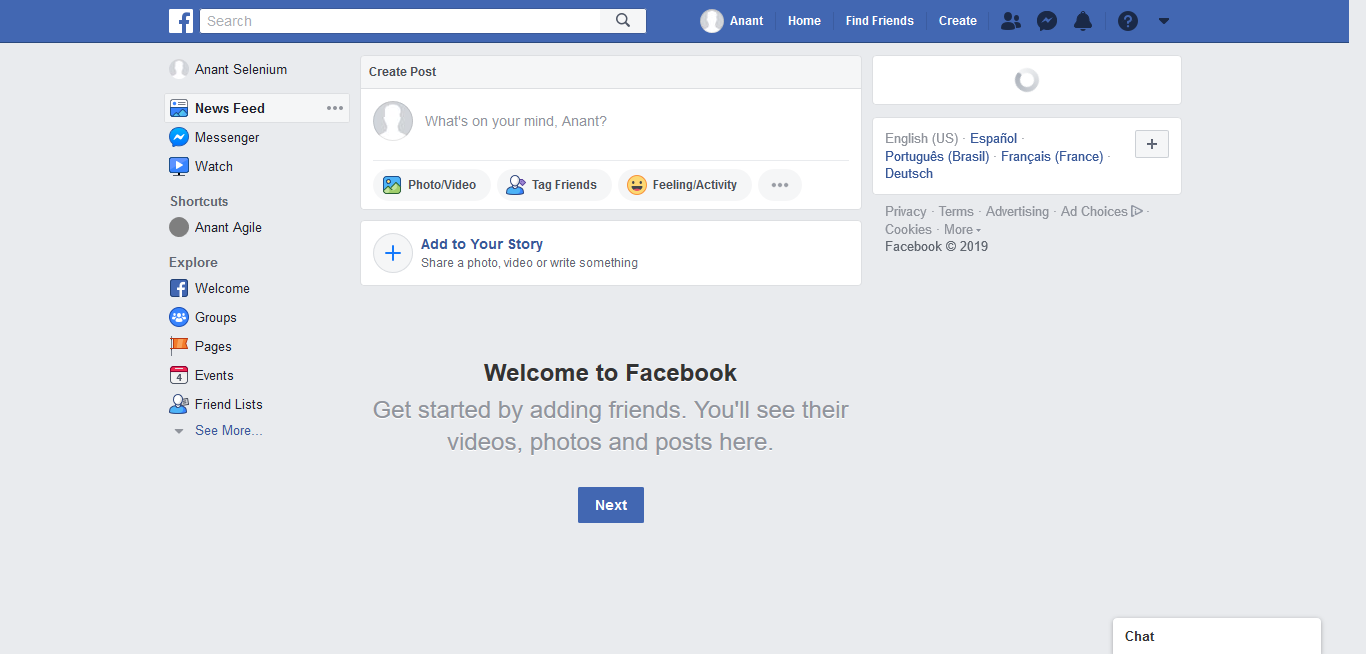 Search
Anant
Home
Find Friends
Create
Anant Selenium
News Feed
Messenger
Watch
Shortcuts
Anant Agile
Explore
Welcome
Groups
Pages
4
Events
Friend Lists
See More...
Create Post
What's on your mind, Anant?
Photo/Video
Tag Friends
Feeling/Activity
Add to Your Story
Share a photo, video or write something
Welcome to Facebook
Get started by adding friends. You'll see their
videos, photos and posts here.
Next
English (US) · Español ·
Português (Brasil) · Français (France) ·
Deutsch
Privacy · Terms · Advertising · Ad Choices ·
Cookies · More
Facebook © 2019
Chat